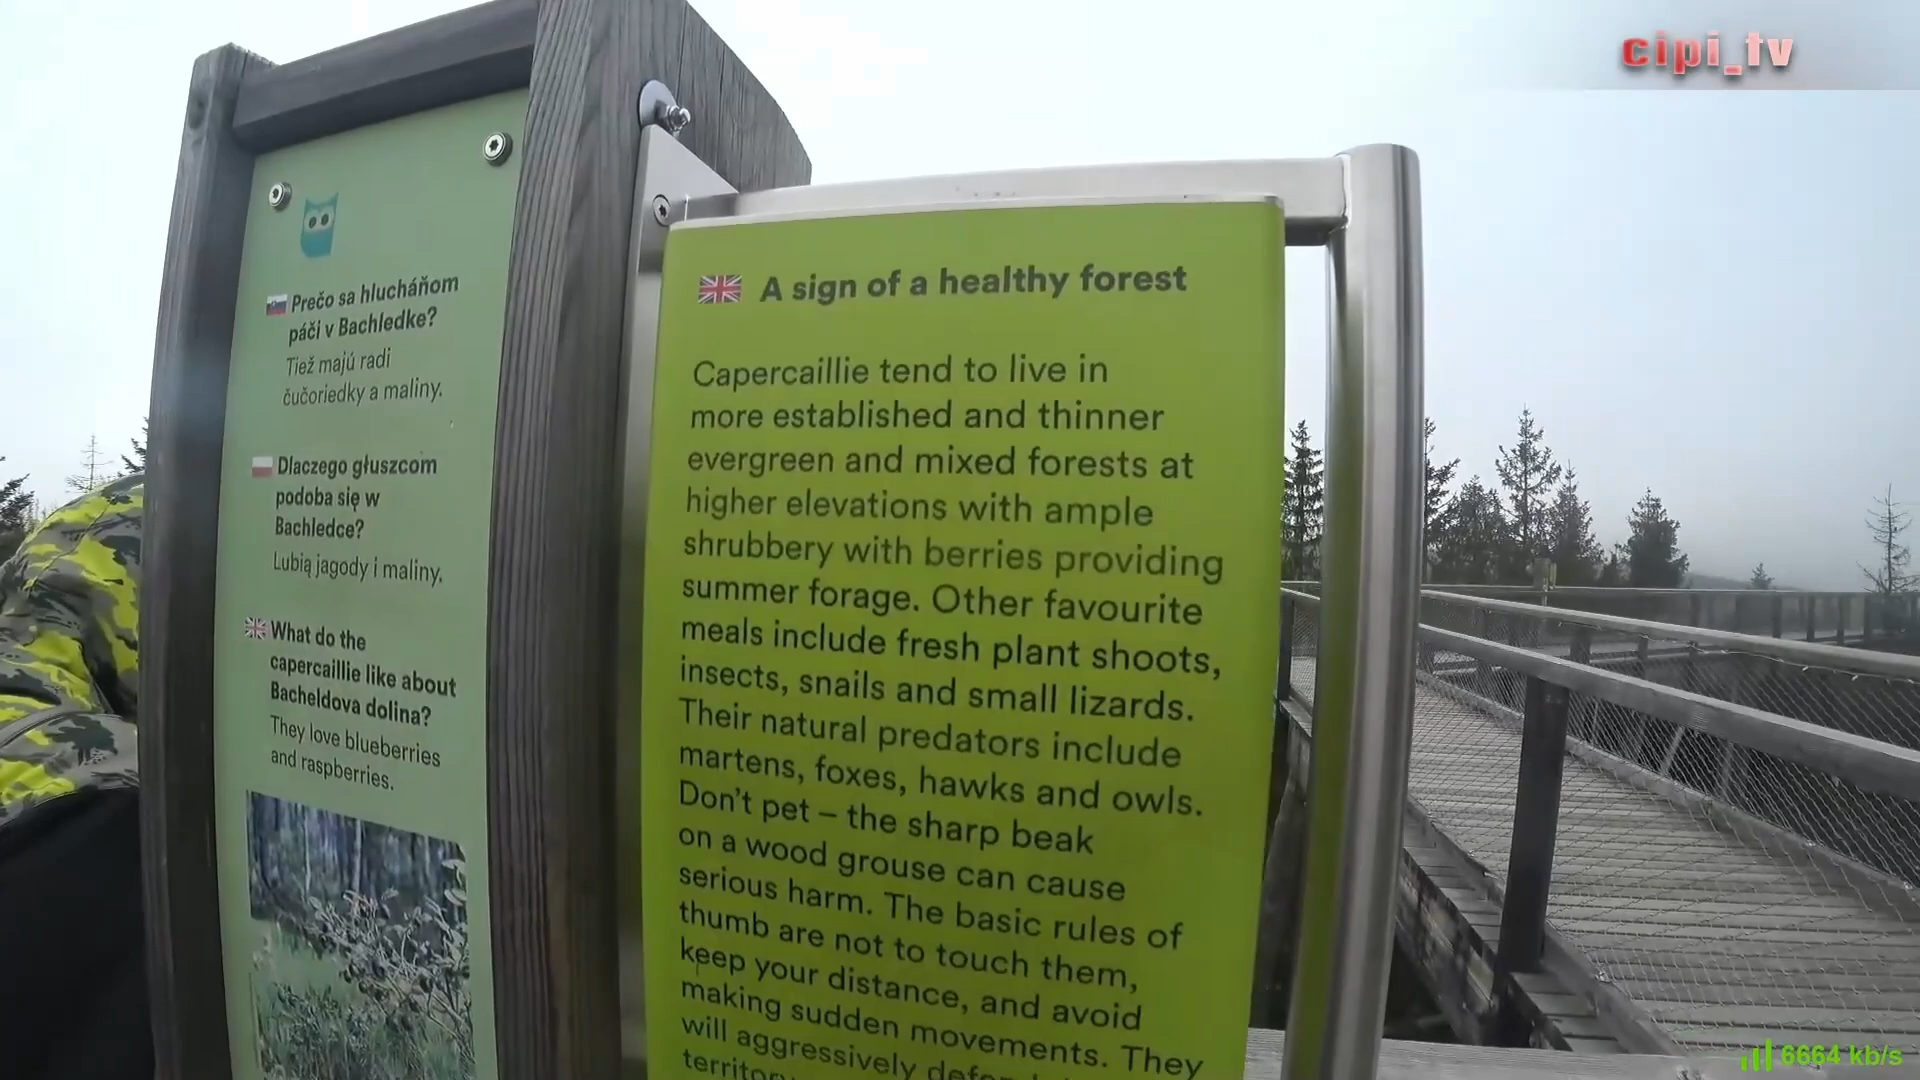 cipi_tv
Prečo sa hlucháňom
páči v Bachledke?
Tiež majú radi
čučoriedky a maliny.
Dlaczego głuszcom
podoba się w
Bachledce?
Lubią jagody i maliny.
What do the
capercaillie like about
Bacheldova dolina?
They love blueberries
and raspberries.
A sign of a healthy forest
Capercaillie tend to live in
more established and thinner
evergreen and mixed forests at
higher elevations with ample
shrubbery with berries providing
summer forage. Other favourite
meals include fresh plant shoots,
insects, snails and small lizards.
Their natural predators include
martens, foxes, hawks and owls.
Don't pet – the sharp beak
on a wood grouse can cause
serious harm. The basic rules of
thumb are not to touch them,
keep your distance, and avoid
making sudden movements. They
will aggressively
territory
6664 kb/s